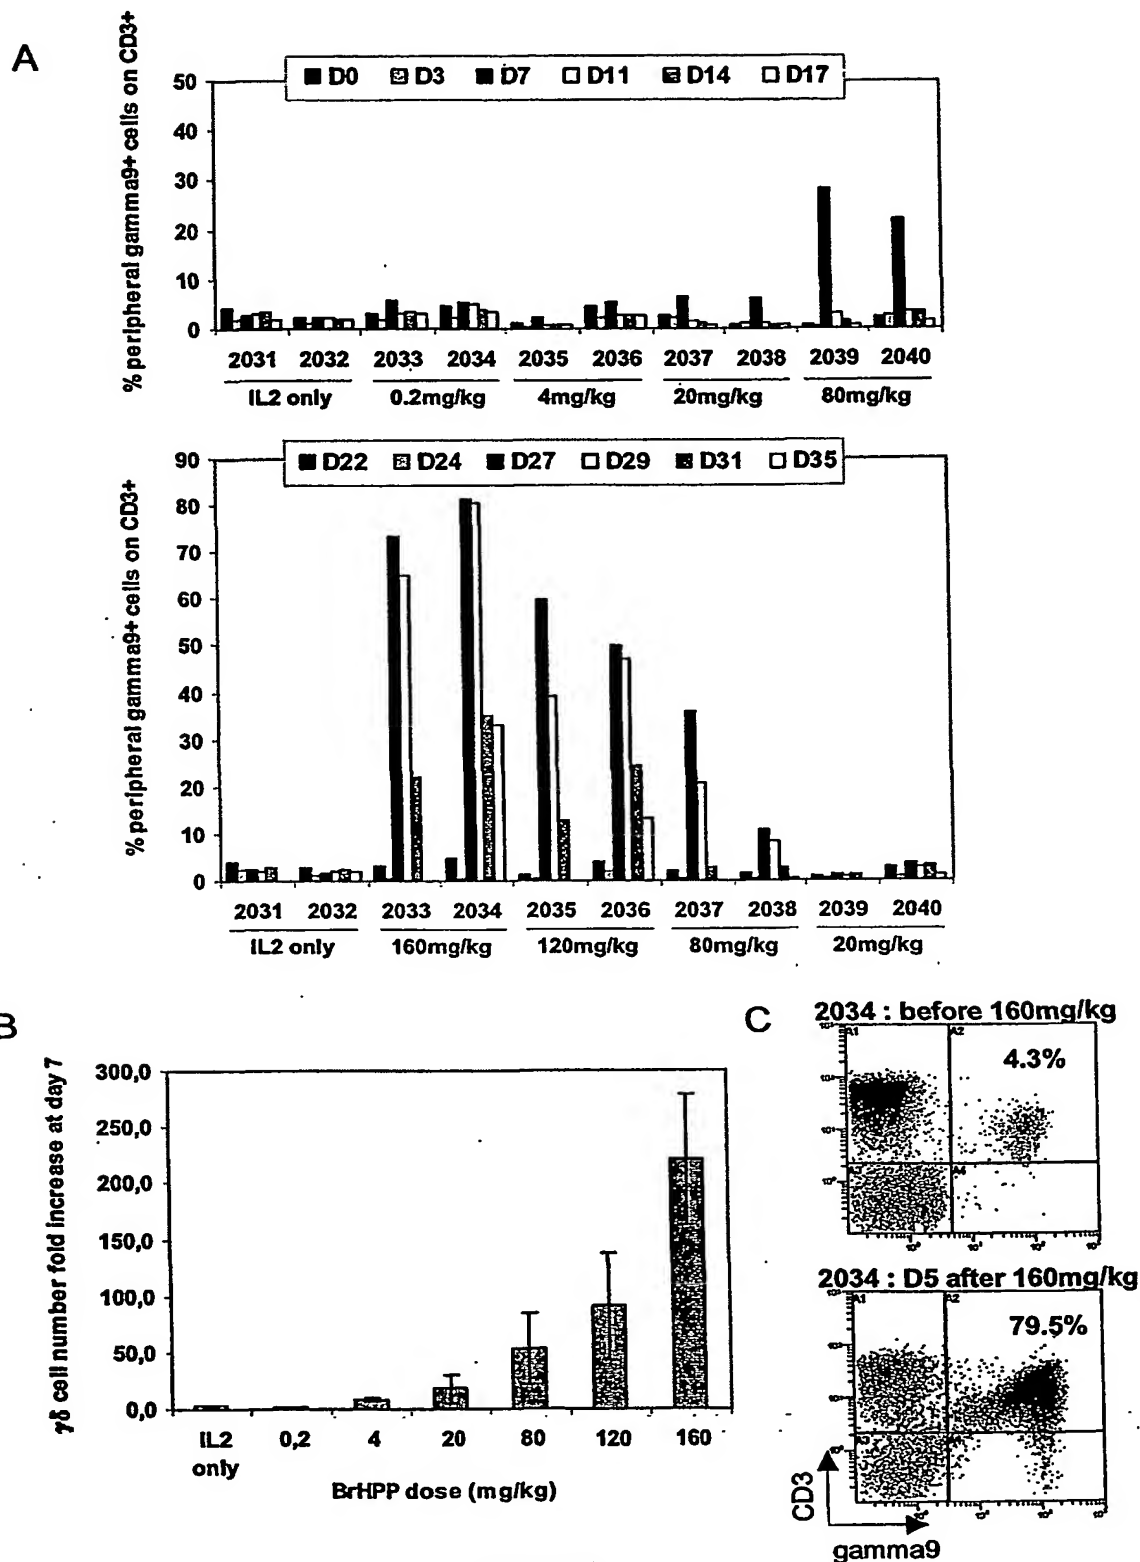 A
% peripheral gamma9+ cells on CD3+
D0 D3 D7 D11 D14 D17
50
40
30
20
10
0
2031 2032 2033 2034 2035 2036 2037 2038 2039 2040
IL2 only 0.2mg/kg 4mg/kg 20mg/kg 80mg/kg
% peripheral gamma9+ cells on CD3+
D22 D24 D27 D29 D31 D35
90
80
70
60
50
40
30
20
10
0
2031 2032 2033 2034 2035 2036 2037 2038 2039 2040
IL2 only 160mg/kg 120mg/kg 80mg/kg 20mg/kg
B
γδ cell number fold increase at day 7
300,0
250,0
200,0
150,0
100,0
50,0
0,0
IL2 only 0,2 4 20 80 120 160
BrHPP dose (mg/kg)
C
2034 : before 160mg/kg
A1 A2
4.3%
A4
2034 : D5 after 160mg/kg
A1 A2
79.5%
CD3
gamma9